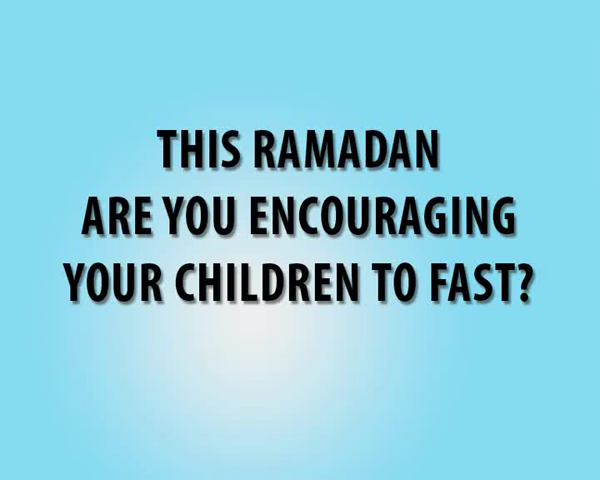 THIS RAMADAN
ARE YOU ENCOURAGING
YOUR CHILDREN TO FAST?